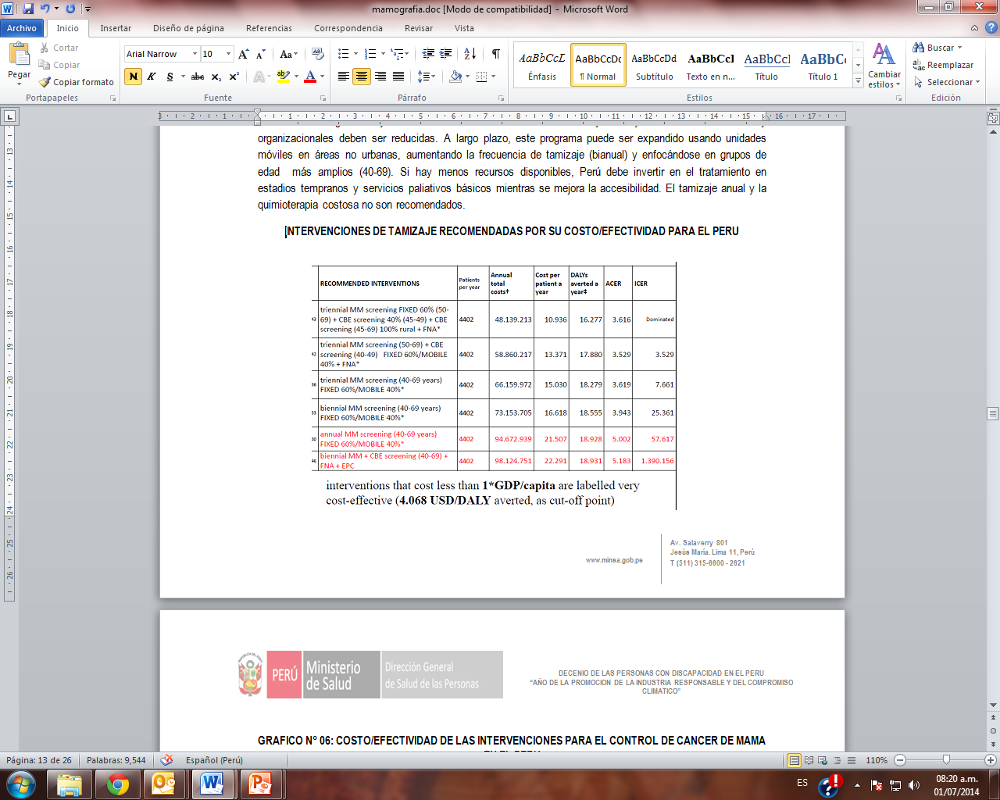 mamografia.doc [Modo de compatibilidad] - Microsoft Word
Archivo Inicio Insertar Diseño de página Referencias Correspondencia Revisar Vista
Pegar
Cortar
Copiar
Copiar formato
Portapapeles
Arial Narrow 10
Fuente
Párrafo
AaBbCcL AaBbCcDc AaBbCcDd AaBbCcI AaBbCcI AaBbCc
Énfasis ¶ Normal Subtítulo Texto en n... Título Título 1
Estilos
Cambiar estilos
Buscar
Reemplazar
Seleccionar
Edición
organizacionales deben ser reducidas. A largo plazo, este programa puede ser expandido usando unidades
móviles en áreas no urbanas, aumentando la frecuencia de tamizaje (bianual) y enfocándose en grupos de
edad más amplios (40-69). Si hay menos recursos disponibles, Perú debe invertir en el tratamiento en
estadios tempranos y servicios paliativos básicos mientras se mejora la accesibilidad. El tamizaje anual y la
quimioterapia costosa no son recomendados.
INTERVENCIONES DE TAMIZAJE RECOMENDADAS POR SU COSTO/EFECTIVIDAD PARA EL PERU
RECOMMENDED INTERVENTIONS Patients per year Annual total costs† Cost per patient a year DALYs averted a year‡ ACER ICER
43 triennial MM screening FIXED 60% (50-
69) + CBE screening 40% (45-49) + CBE 4402 48.139.213 10.936 16.277 3.616 Dominated
screening (45-69) 100% rural + FNA*
triennial MM screening (50-69) + CBE
42 screening (40-49) FIXED 60%/MOBILE 4402 58.860.217 13.371 17.880 3.529 3.529
40% + FNA*
36 triennial MM screening (40-69 years) 4402 66.159.972 15.030 18.279 3.619 7.661
FIXED 60%/MOBILE 40%*
33 biennial MM screening (40-69 years) 4402 73.153.705 16.618 18.555 3.943 25.361
FIXED 60%/MOBILE 40%*
30 annual MM screening (40-69 years) 4402 94.672.939 21.507 18.928 5.002 57.617
FIXED 60%/MOBILE 40%*
46 biennial MM + CBE screening (40-69) + 4402 98.124.751 22.291 18.931 5.183 1.390.156
FNA + EPC
interventions that cost less than 1*GDP/capita are labelled very
cost-effective (4.068 USD/DALY averted, as cut-off point)
www.minsa.gob.pe
Av. Salaverry 801
Jesús María. Lima 11, Perú
T (511) 315-6600 - 2621
PERÚ Ministerio de Salud Dirección General de Salud de las Personas
DECENIO DE LAS PERSONAS CON DISCAPACIDAD EN EL PERU
"AÑO DE LA PROMOCION DE LA INDUSTRIA RESPONSABLE Y DEL COMPROMISO
CLIMATICO"
GRAFICO Nº 06: COSTO/EFECTIVIDAD DE LAS INTERVENCIONES PARA EL CONTROL DE CANCER DE MAMA
Página: 13 de 26 Palabras: 9,544 Español (Perú) 110%
ES 08:20 a.m.
01/07/2014